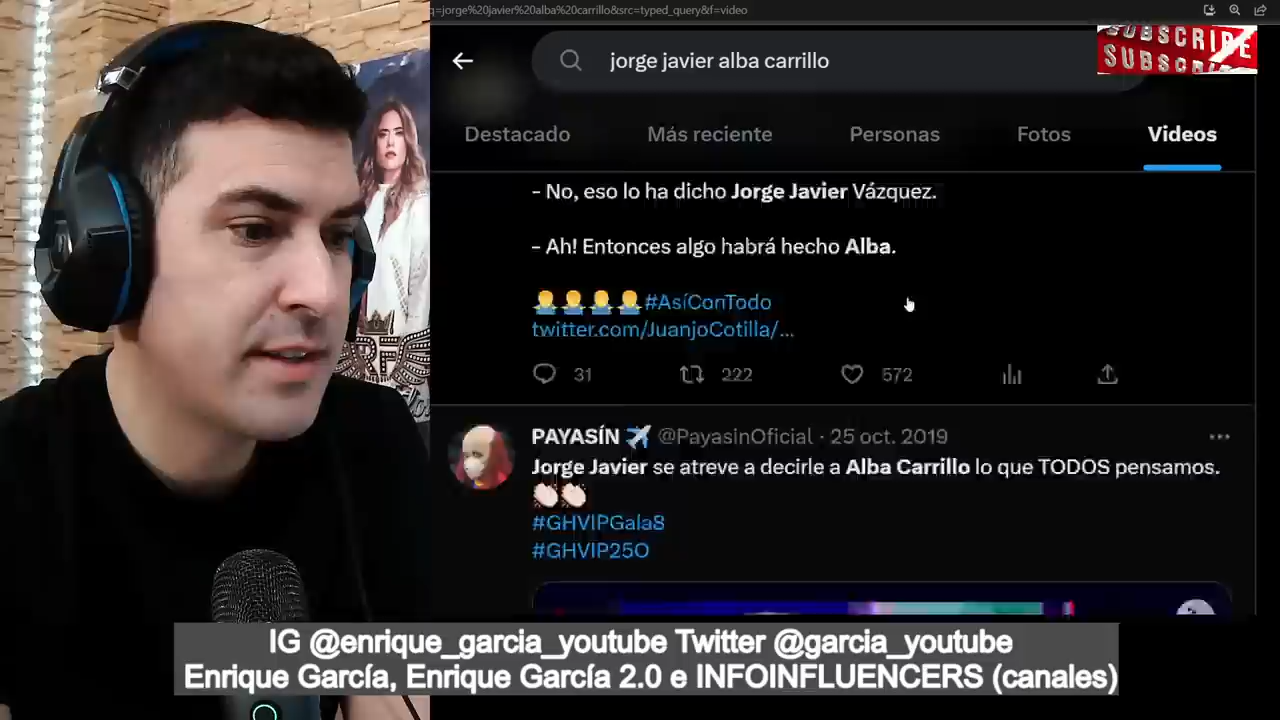 q=jorge%20javier%20alba%20carrillo&src=typed_query&f=video
jorge javier alba carrillo
SUBSCRIBE
SUBSCRIBE
Destacado Más reciente Personas Fotos Videos
- No, eso lo ha dicho Jorge Javier Vázquez.
- Ah! Entonces algo habrá hecho Alba.
🤦‍♂️🤦‍♂️🤦‍♂️🤦‍♂️#AsíConTodo
twitter.com/JuanjoCotilla/...
31 222 572
PAYASÍN ✈️ @PayasinOficial · 25 oct. 2019
Jorge Javier se atreve a decirle a Alba Carrillo lo que TODOS pensamos.
👏🏻👏🏻
#GHVIPGala8
#GHVIP25O
RF
IG @enrique_garcia_youtube Twitter @garcia_youtube
Enrique García, Enrique García 2.0 e INFOINFLUENCERS (canales)